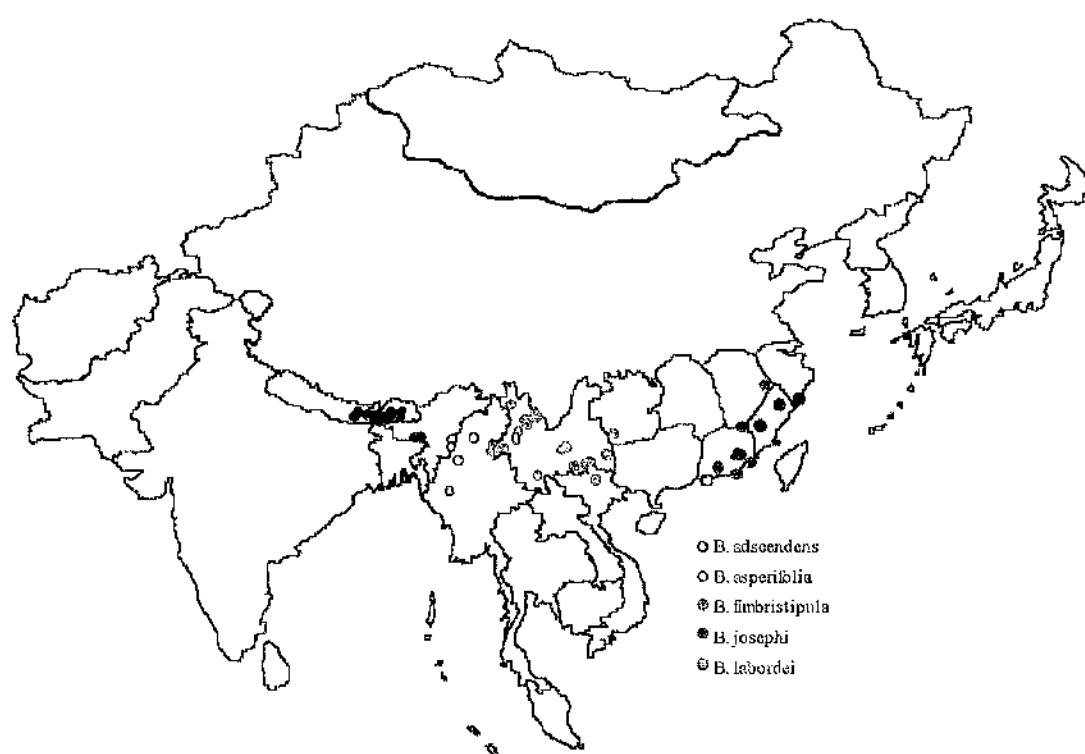 B. adscendens
B. asperifolia
B. fimbristipula
B. josephi
B. labordei